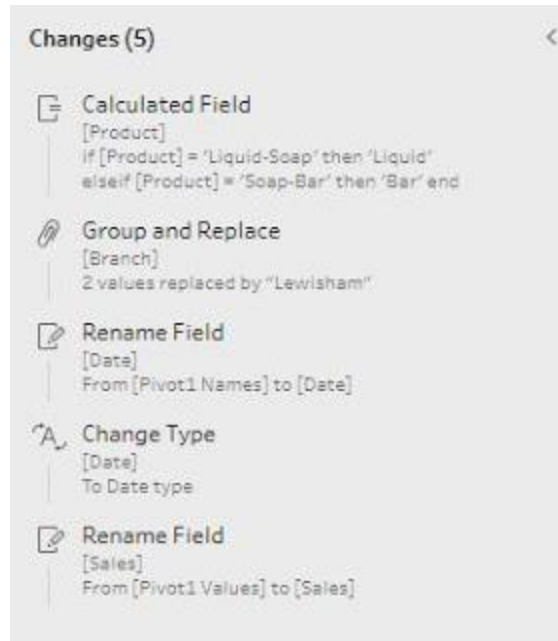 Changes (5)
Calculated Field
[Product]
if [Product] = 'Liquid-Soap' then 'Liquid'
elseif [Product] = 'Soap-Bar' then 'Bar' end
Group and Replace
[Branch]
2 values replaced by "Lewisham"
Rename Field
[Date]
From [Pivot1 Names] to [Date]
Change Type
[Date]
To Date type
Rename Field
[Sales]
From [Pivot1 Values] to [Sales]